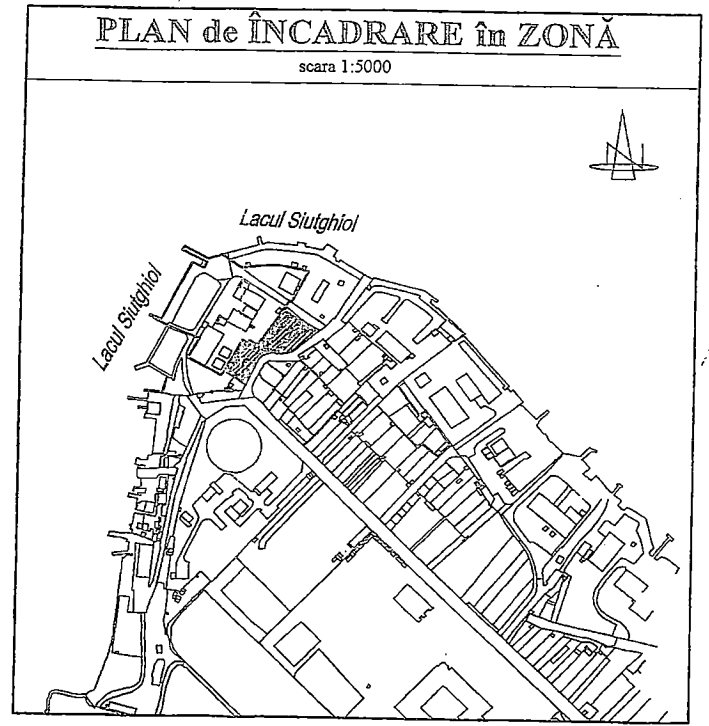 PLAN de ÎNCADRARE în ZONĂ
scara 1:5000
Lacul Siutghiol
Lacul Siutghiol